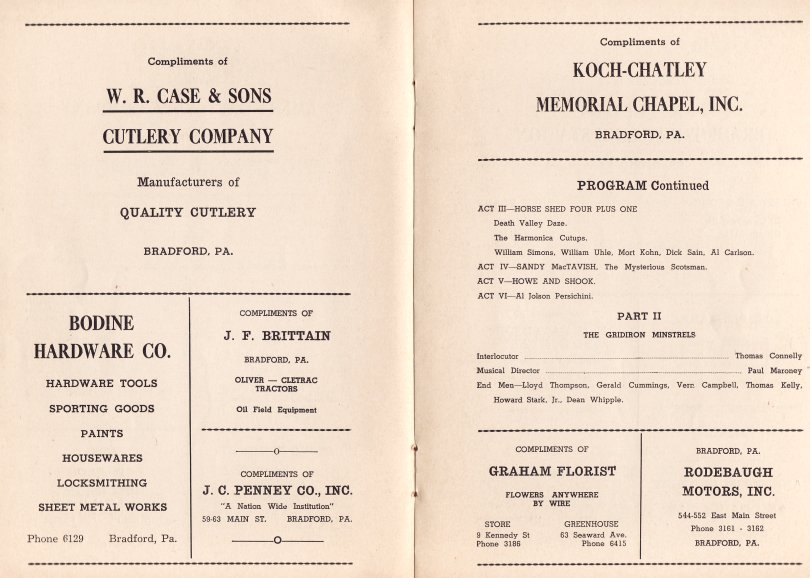 Compliments of
W. R. CASE & SONS
CUTLERY COMPANY
Manufacturers of
QUALITY CUTLERY
BRADFORD, PA.
BODINE
HARDWARE CO.
HARDWARE TOOLS
SPORTING GOODS
PAINTS
HOUSEWARES
LOCKSMITHING
SHEET METAL WORKS
Phone 6129 Bradford, Pa.
COMPLIMENTS OF
J. F. BRITTAIN
BRADFORD, PA.
OLIVER — CLETRAC
TRACTORS
Oil Field Equipment
COMPLIMENTS OF
J. C. PENNEY CO., INC.
"A Nation Wide Institution"
59-63 MAIN ST. BRADFORD, PA.
Compliments of
KOCH-CHATLEY
MEMORIAL CHAPEL, INC.
BRADFORD, PA.
PROGRAM Continued
ACT III—HORSE SHED FOUR PLUS ONE
Death Valley Daze.
The Harmonica Cutups.
William Simons, William Uhle, Mort Kohn, Dick Sain, Al Carlson.
ACT IV—SANDY MacTAVISH, The Mysterious Scotsman.
ACT V—HOWE AND SHOOK.
ACT VI—Al Jolson Persichini.
PART II
THE GRIDIRON MINSTRELS
Interlocutor Thomas Connelly
Musical Director Paul Maroney
End Men—Lloyd Thompson, Gerald Cummings, Vern Campbell, Thomas Kelly,
Howard Stark, Jr., Dean Whipple.
COMPLIMENTS OF
GRAHAM FLORIST
FLOWERS ANYWHERE
BY WIRE
STORE GREENHOUSE
9 Kennedy St 63 Seaward Ave.
Phone 3186 Phone 6415
BRADFORD, PA.
RODEBAUGH
MOTORS, INC.
544-552 East Main Street
Phone 3161 - 3162
BRADFORD, PA.